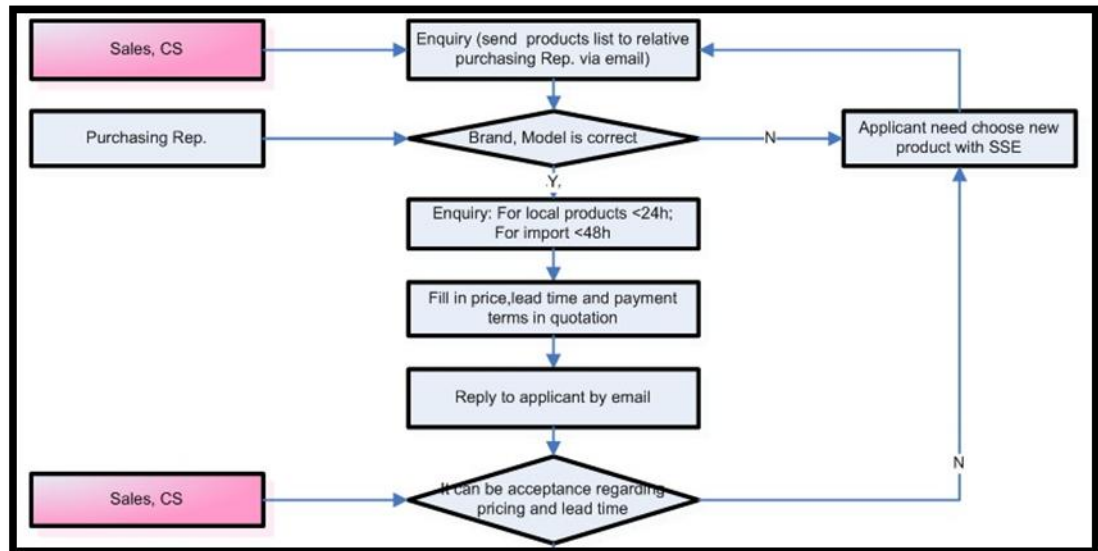 Sales, CS
Enquiry (send products list to relative
purchasing Rep. via email)
Purchasing Rep.
Brand, Model is correct
N
Applicant need choose new
product with SSE
.Y,
Enquiry: For local products <24h;
For import <48h
Fill in price,lead time and payment
terms in quotation
Reply to applicant by email
N
Sales, CS
It can be acceptance regarding
pricing and lead time